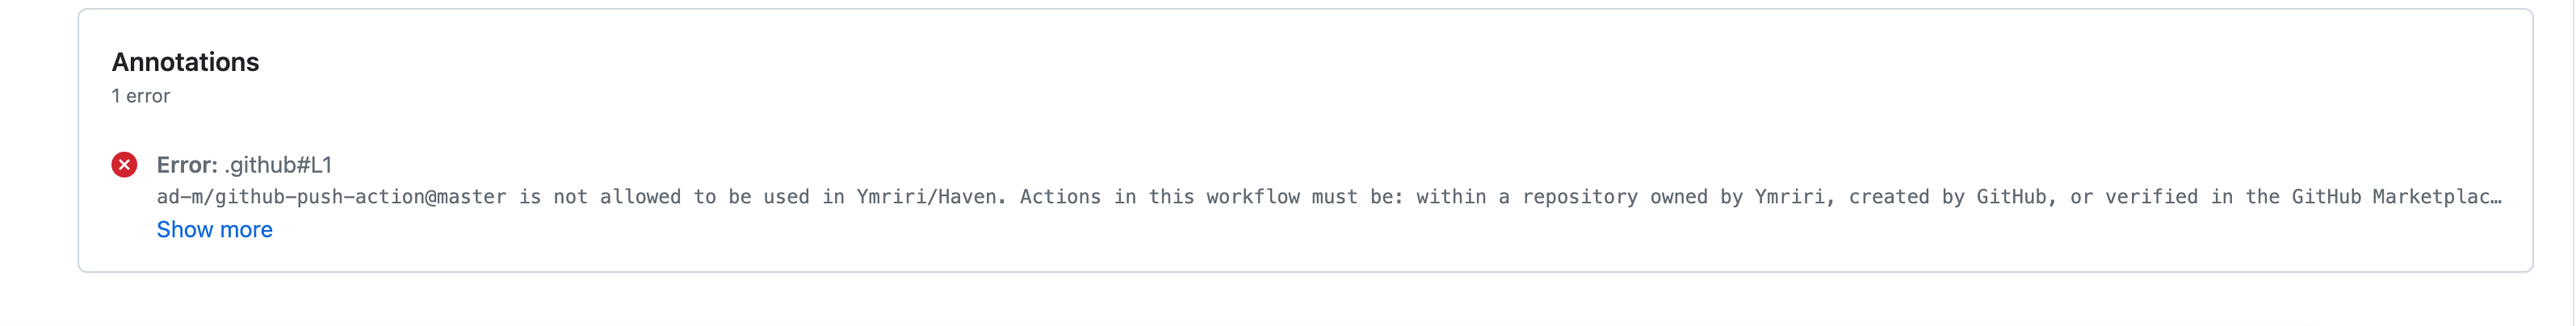 Annotations
1 error
Error: .github#L1
ad-m/github-push-action@master is not allowed to be used in Ymriri/Haven. Actions in this workflow must be: within a repository owned by Ymriri, created by GitHub, or verified in the GitHub Marketplac…
Show more